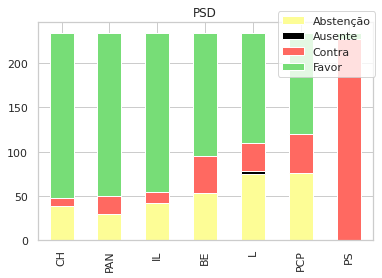 PSD
Abstenção
Ausente
Contra
Favor
200
150
100
50
0
CH
PAN
IL
BE
L
PCP
PS